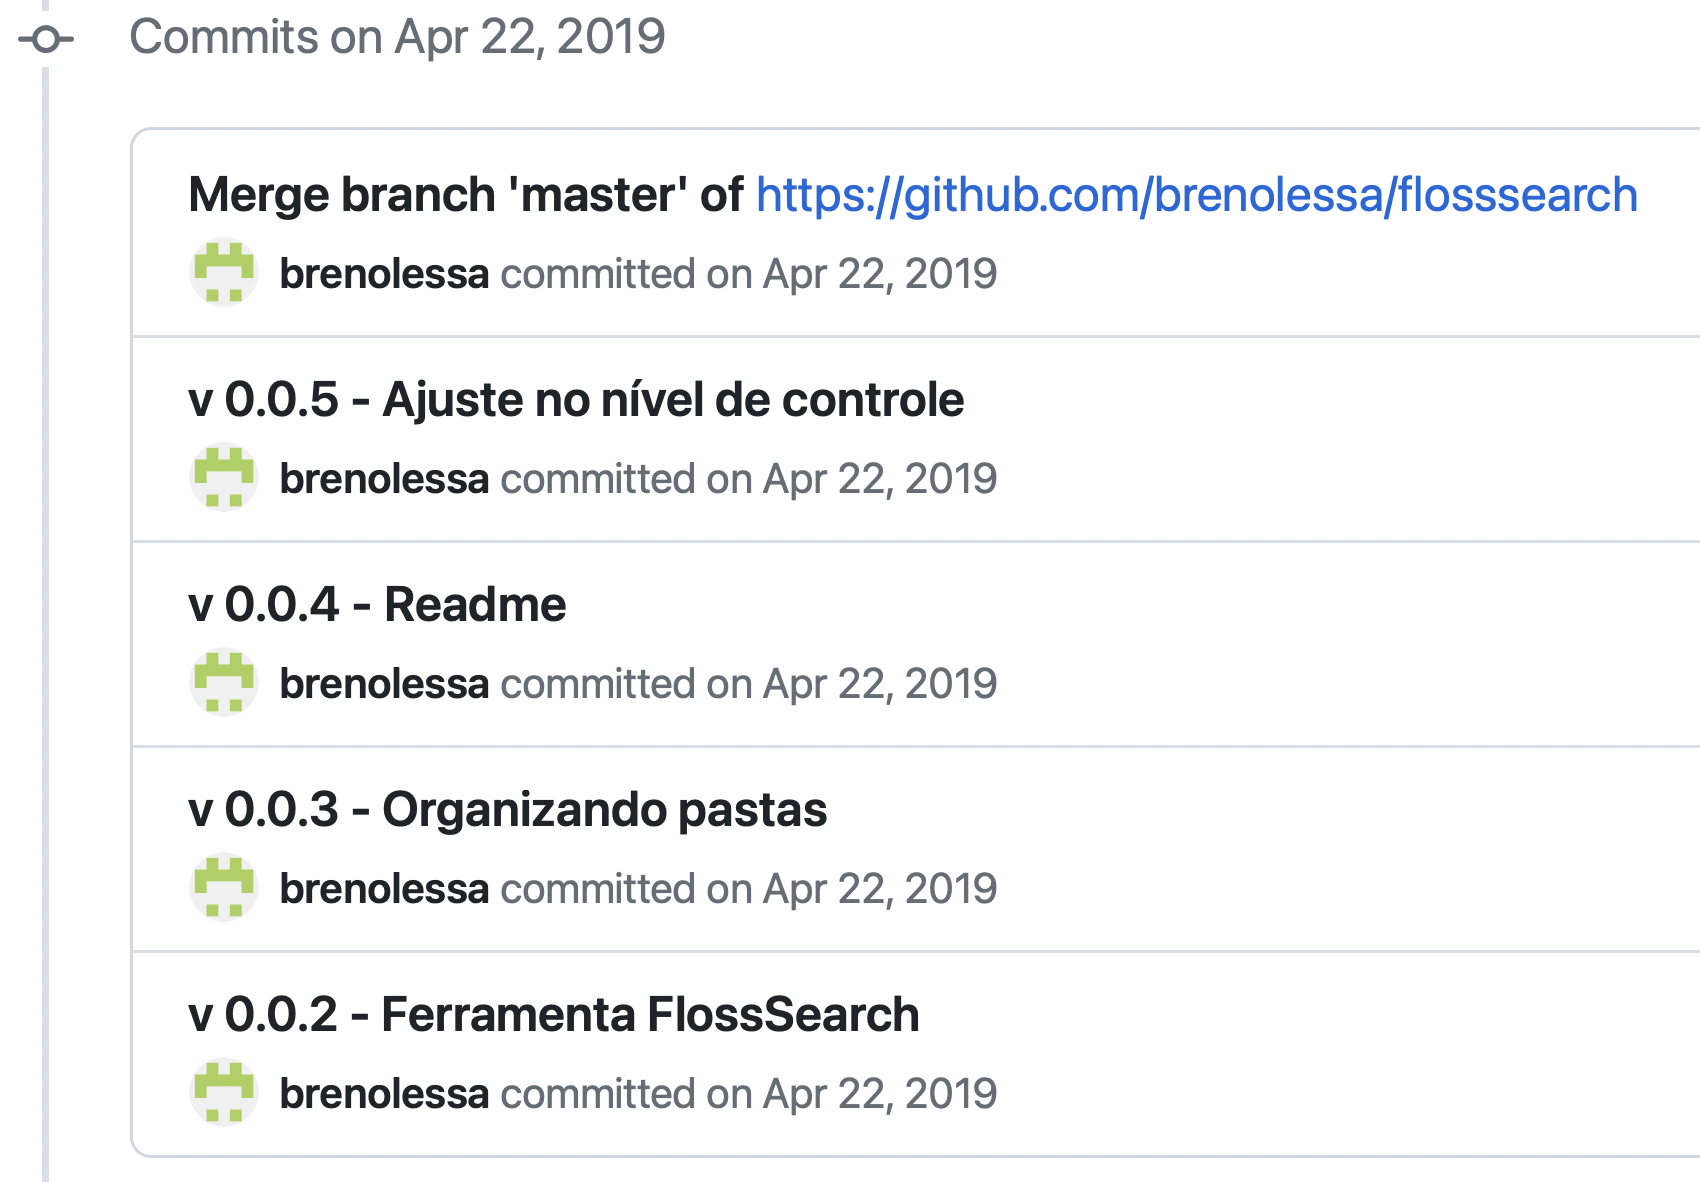 Commits on Apr 22, 2019
Merge branch 'master' of https://github.com/brenolessa/flosssearch
brenolessa committed on Apr 22, 2019
v 0.0.5 - Ajuste no nível de controle
brenolessa committed on Apr 22, 2019
v 0.0.4 - Readme
brenolessa committed on Apr 22, 2019
v 0.0.3 - Organizando pastas
brenolessa committed on Apr 22, 2019
v 0.0.2 - Ferramenta FlossSearch
brenolessa committed on Apr 22, 2019